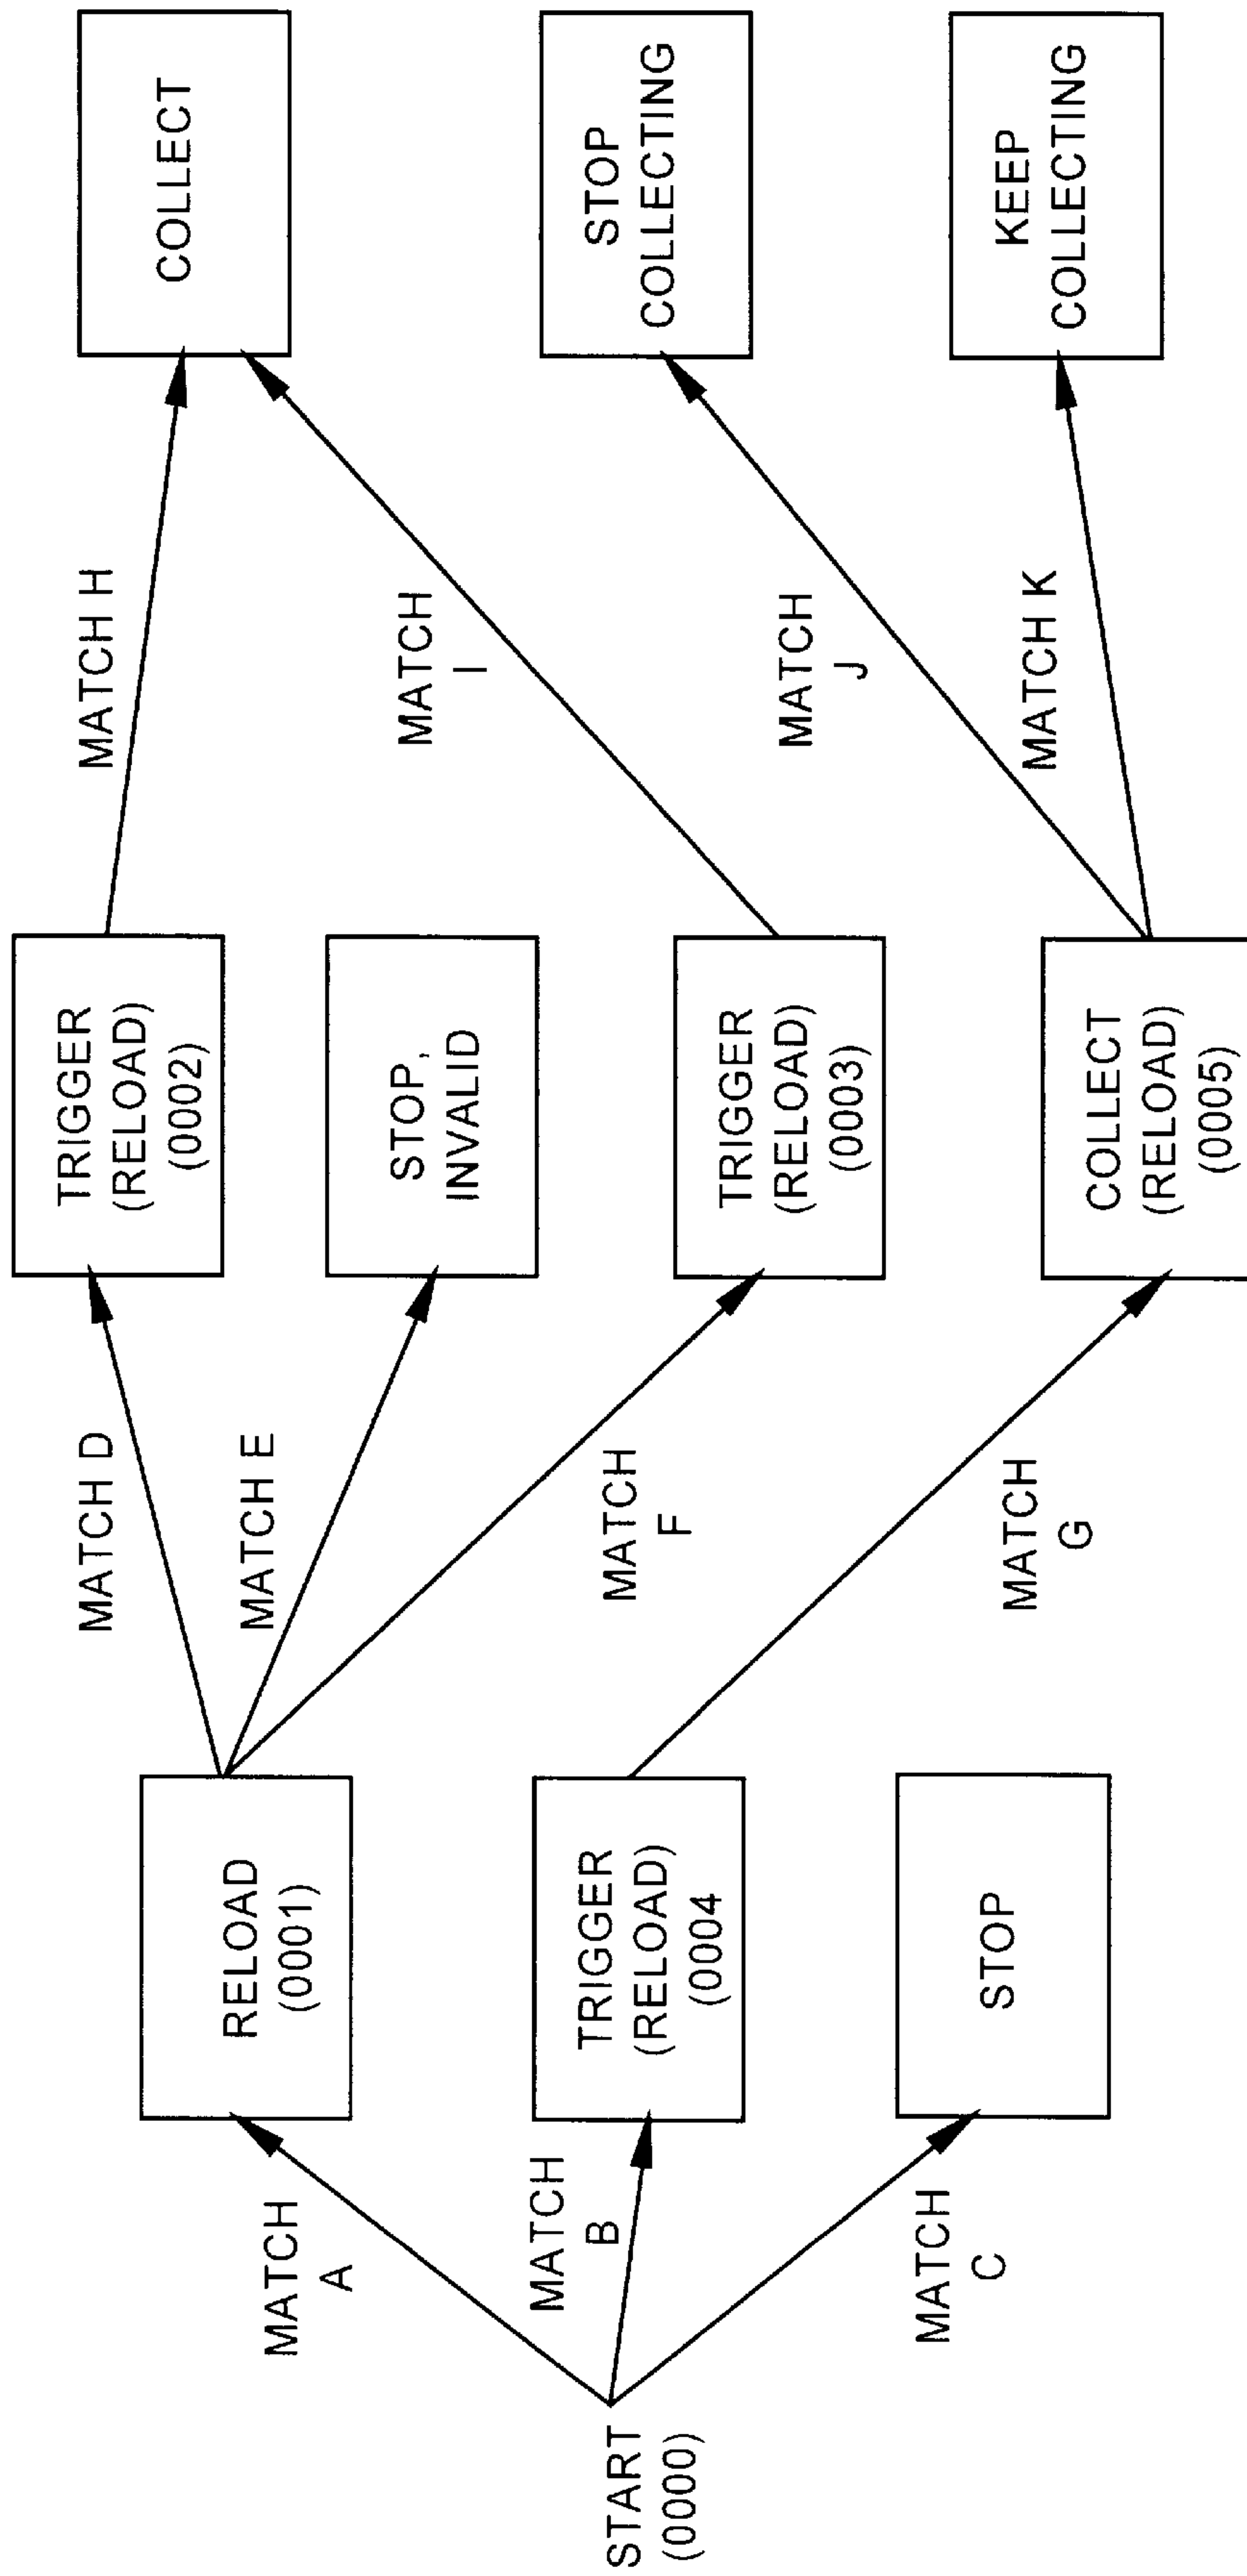 START
(0000)
MATCH
A
MATCH
B
MATCH
C
RELOAD
(0001)
TRIGGER
(RELOAD)
(0004
STOP
MATCH D
MATCH E
MATCH
F
MATCH
G
TRIGGER
(RELOAD)
(0002)
STOP,
INVALID
TRIGGER
(RELOAD)
(0003)
COLLECT
(RELOAD)
(0005)
MATCH H
MATCH
I
MATCH
J
MATCH K
COLLECT
STOP
COLLECTING
KEEP
COLLECTING